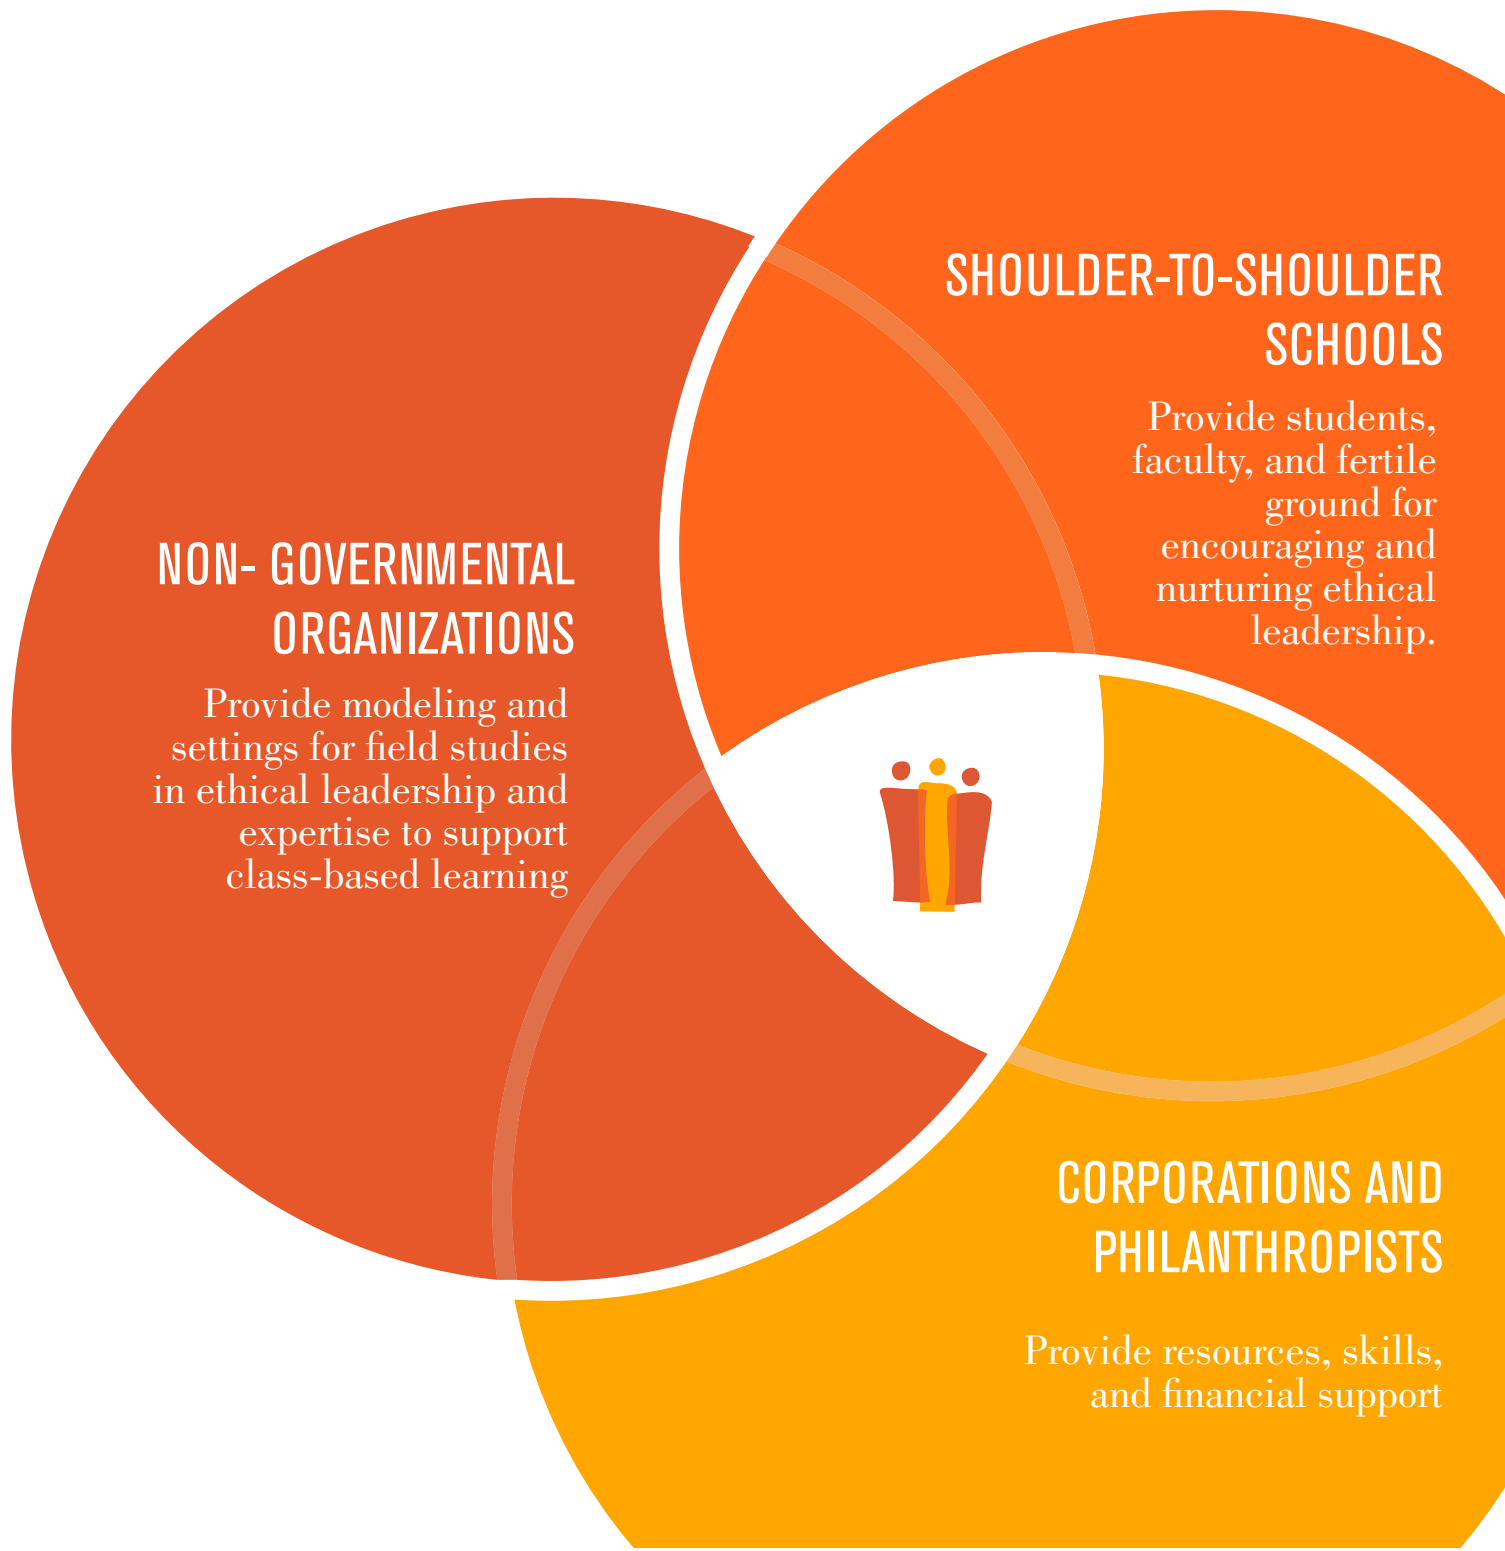 SHOULDER-TO-SHOULDER
SCHOOLS
Provide students,
faculty, and fertile
ground for
encouraging and
nurturing ethical
leadership.
NON- GOVERNMENTAL
ORGANIZATIONS
Provide modeling and
settings for field studies
in ethical leadership and
expertise to support
class-based learning
CORPORATIONS AND
PHILANTHROPISTS
Provide resources, skills,
and financial support